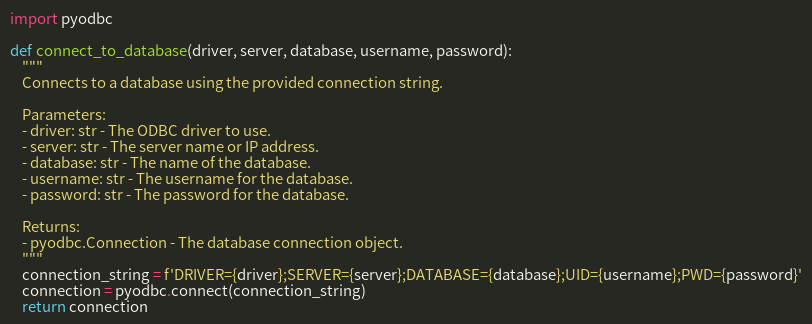 import pyodbc

def connect_to_database(driver, server, database, username, password):
    """
    Connects to a database using the provided connection string.

    Parameters:
    - driver: str - The ODBC driver to use.
    - server: str - The server name or IP address.
    - database: str - The name of the database.
    - username: str - The username for the database.
    - password: str - The password for the database.

    Returns:
    - pyodbc.Connection - The database connection object.
    """
    connection_string = f'DRIVER={driver};SERVER={server};DATABASE={database};UID={username};PWD={password}'
    connection = pyodbc.connect(connection_string)
    return connection